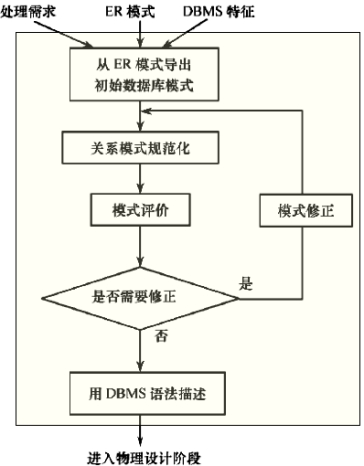 处理需求 ER 模式 DBMS 特征
从 ER 模式导出
初始数据库模式
关系模式规范化
模式评价
模式修正
是否需要修正
是
否
用 DBMS 语法描述
进入物理设计阶段